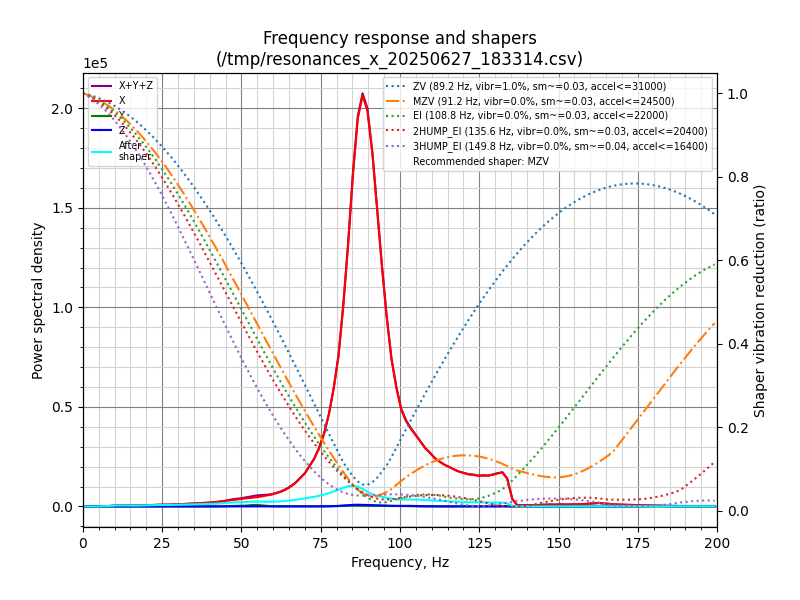 Frequency response and shapers
(/tmp/resonances_x_20250627_183314.csv)
1e5
X+Y+Z
X
Y
Z
After
shaper
ZV (89.2 Hz, vibr=1.0%, sm~=0.03, accel<=31000)
MZV (91.2 Hz, vibr=0.0%, sm~=0.03, accel<=24500)
EI (108.8 Hz, vibr=0.0%, sm~=0.03, accel<=22000)
2HUMP_EI (135.6 Hz, vibr=0.0%, sm~=0.03, accel<=20400)
3HUMP_EI (149.8 Hz, vibr=0.0%, sm~=0.04, accel<=16400)
Recommended shaper: MZV
2.0
1.5
1.0
0.5
0.0
Power spectral density
1.0
0.8
0.6
0.4
0.2
0.0
Shaper vibration reduction (ratio)
0 25 50 75 100 125 150 175 200
Frequency, Hz